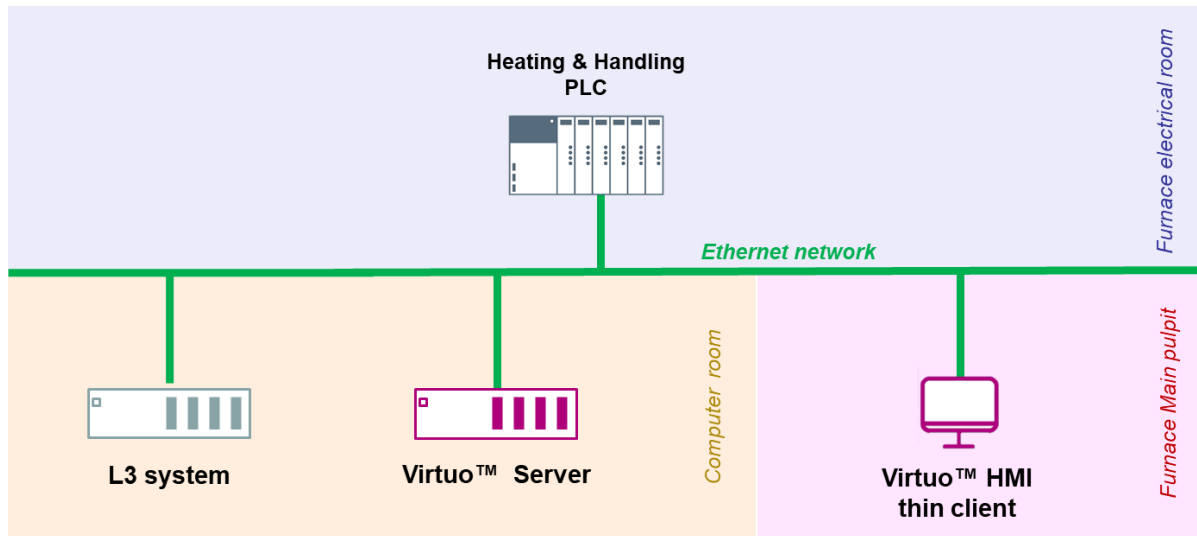 Heating & Handling
PLC
Furnace electrical room
Ethernet network
Computer room
Furnace Main pulpit
L3 system
Virtuo™ Server
Virtuo™ HMI
thin client